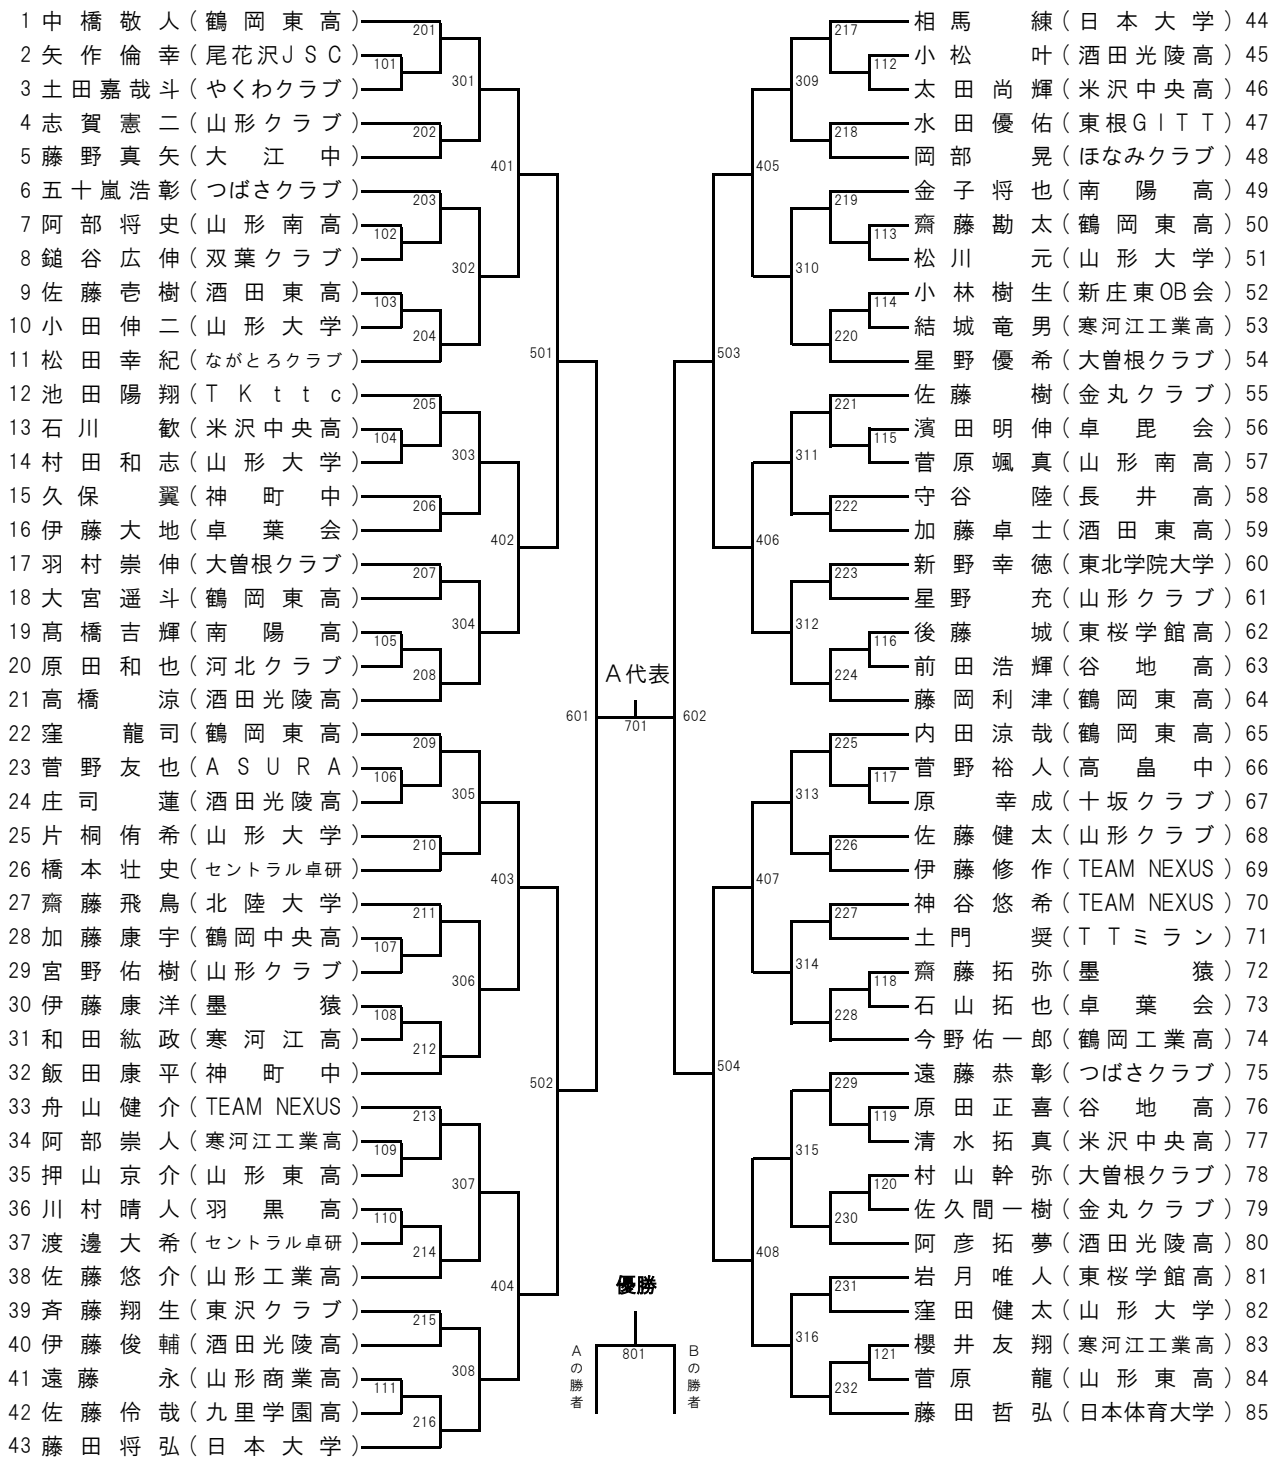 1 中橋敬人(鶴岡東高)
2 矢作倫幸(尾花沢JSC)
3 土田嘉哉斗(やくわクラブ)
4 志賀憲二(山形クラブ)
5 藤野真矢(大江中)
6 五十嵐浩彰(つばさクラブ)
7 阿部将史(山形南高)
8 鎚谷広伸(双葉クラブ)
9 佐藤壱樹(酒田東高)
10 小田伸二(山形大学)
11 松田幸紀(ながとろクラブ)
12 池田陽翔(TKttc)
13 石川歓(米沢中央高)
14 村田和志(山形大学)
15 久保翼(神町中)
16 伊藤大地(卓葉会)
17 羽村崇伸(大曽根クラブ)
18 大宮遥斗(鶴岡東高)
19 髙橋吉輝(南陽高)
20 原田和也(河北クラブ)
21 高橋涼(酒田光陵高)
22 窪龍司(鶴岡東高)
23 菅野友也(ASURA)
24 庄司蓮(酒田光陵高)
25 片桐侑希(山形大学)
26 橋本壮史(セントラル卓研)
27 齋藤飛鳥(北陸大学)
28 加藤康宇(鶴岡中央高)
29 宮野佑樹(山形クラブ)
30 伊藤康洋(墨猿)
31 和田紘政(寒河江高)
32 飯田康平(神町中)
33 舟山健介(TEAM NEXUS)
34 阿部崇人(寒河江工業高)
35 押山京介(山形東高)
36 川村晴人(羽黒高)
37 渡邊大希(セントラル卓研)
38 佐藤悠介(山形工業高)
39 斉藤翔生(東沢クラブ)
40 伊藤俊輔(酒田光陵高)
41 遠藤永(山形商業高)
42 佐藤伶哉(九里学園高)
43 藤田将弘(日本大学)
201
101
202
203
102
103
204
205
104
206
207
105
208
209
106
210
211
107
108
212
213
109
110
214
215
111
216
301
302
303
304
305
306
307
308
401
402
403
404
501
502
601
A代表
701
602
優勝
801
Aの勝者
Bの勝者
503
504
405
406
407
408
309
310
311
312
313
314
315
316
217
112
218
219
113
114
220
221
115
222
223
116
224
225
117
226
227
118
228
229
119
120
230
231
121
232
相馬練(日本大学)44
小松叶(酒田光陵高)45
太田尚輝(米沢中央高)46
水田優佑(東根GITT)47
岡部晃(ほなみクラブ)48
金子将也(南陽高)49
齋藤勘太(鶴岡東高)50
松川元(山形大学)51
小林樹生(新庄東OB会)52
結城竜男(寒河江工業高)53
星野優希(大曽根クラブ)54
佐藤樹(金丸クラブ)55
濱田明伸(卓毘会)56
菅原颯真(山形南高)57
守谷陸(長井高)58
加藤卓士(酒田東高)59
新野幸徳(東北学院大学)60
星野充(山形クラブ)61
後藤城(東桜学館高)62
前田浩輝(谷地高)63
藤岡利津(鶴岡東高)64
内田涼哉(鶴岡東高)65
菅野裕人(高畠中)66
原幸成(十坂クラブ)67
佐藤健太(山形クラブ)68
伊藤修作(TEAM NEXUS)69
神谷悠希(TEAM NEXUS)70
土門奨(TTミラン)71
齋藤拓弥(墨猿)72
石山拓也(卓葉会)73
今野佑一郎(鶴岡工業高)74
遠藤恭彰(つばさクラブ)75
原田正喜(谷地高)76
清水拓真(米沢中央高)77
村山幹弥(大曽根クラブ)78
佐久間一樹(金丸クラブ)79
阿彦拓夢(酒田光陵高)80
岩月唯人(東桜学館高)81
窪田健太(山形大学)82
櫻井友翔(寒河江工業高)83
菅原龍(山形東高)84
藤田哲弘(日本体育大学)85